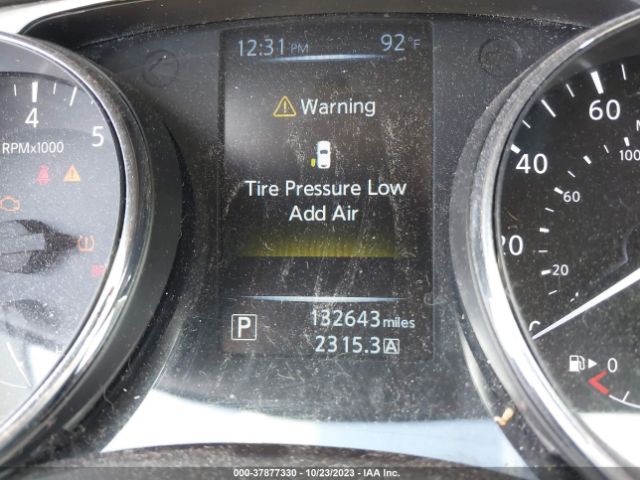 12:31 PM 92°F
Warning
Tire Pressure Low
Add Air
P 132643 miles
2315.3 A
4 5
RPMx1000
60
40
100
60
20
20
0
000-37877330 - 10/23/2023 - IAA Inc.